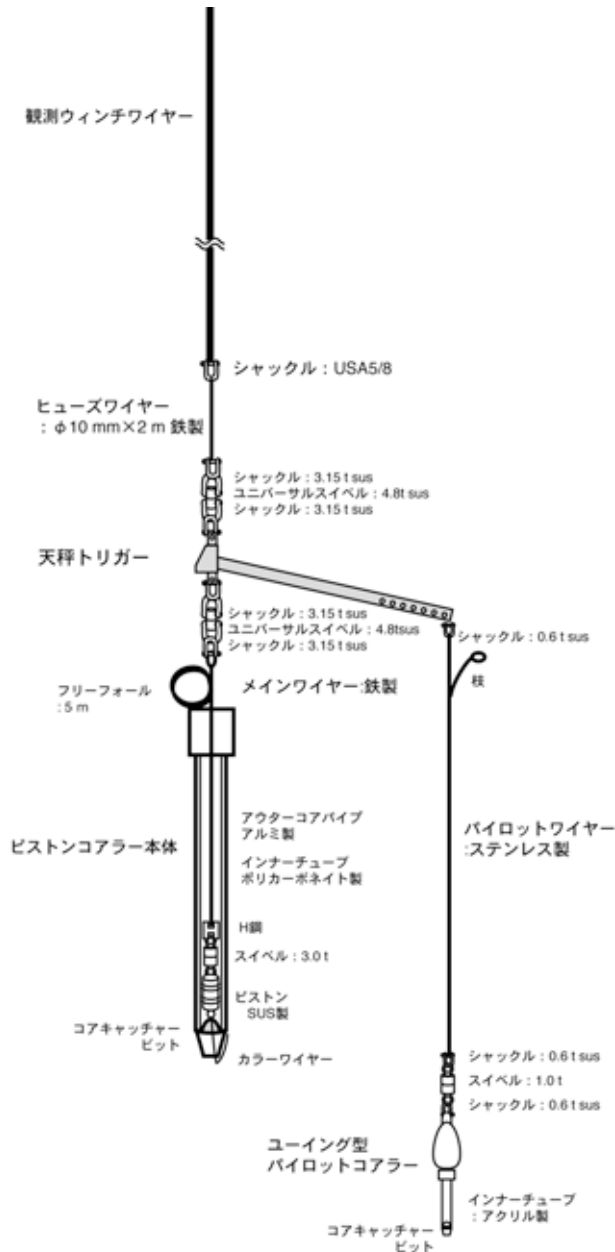 観測ウィンチワイヤー
シャックル：USA5/8
ヒューズワイヤー
：φ10 mm×2 m 鉄製
シャックル：3.15 t sus
ユニバーサルスイベル：4.8t sus
シャックル：3.15 t sus
天秤トリガー
シャックル：3.15 t sus
ユニバーサルスイベル：4.8tsus
シャックル：3.15 t sus
シャックル：0.6 t sus
枝
フリーフォール
：5 m
メインワイヤー:鉄製
アウターコアパイプ
アルミ製
パイロットワイヤー
:ステンレス製
ピストンコアラー本体
インナーチューブ
ポリカーボネイト製
H鋼
スイベル：3.0 t
ピストン
SUS製
コアキャッチャー
ビット
カラーワイヤー
シャックル：0.6 t sus
スイベル：1.0 t
シャックル：0.6 t sus
ユーイング型
パイロットコアラー
インナーチューブ
：アクリル製
コアキャッチャー
ビット